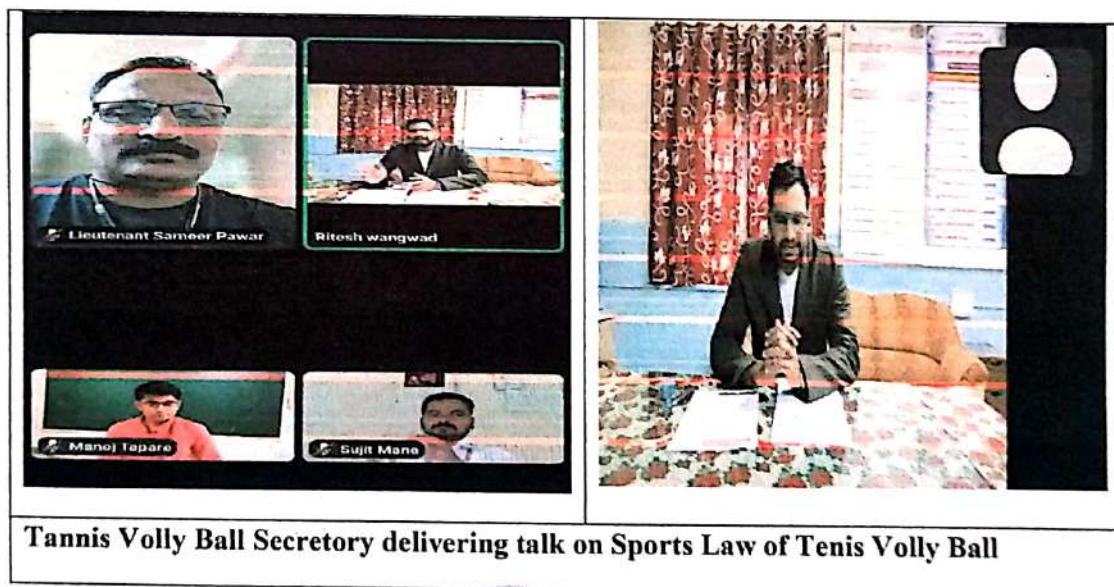 Lieutenant Sameer Pawar
Ritesh wangwad
Manoj Tapare
Sujit Mane
Tannis Volly Ball Secretory delivering talk on Sports Law of Tenis Volly Ball